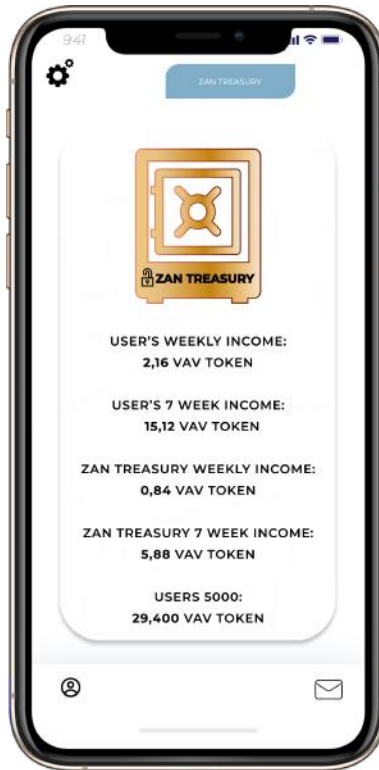 9:41
ZAN TREASURY
ZAN TREASURY
USER'S WEEKLY INCOME:
2,16 VAV TOKEN
USER'S 7 WEEK INCOME:
15,12 VAV TOKEN
ZAN TREASURY WEEKLY INCOME:
0,84 VAV TOKEN
ZAN TREASURY 7 WEEK INCOME:
5,88 VAV TOKEN
USERS 5000:
29,400 VAV TOKEN